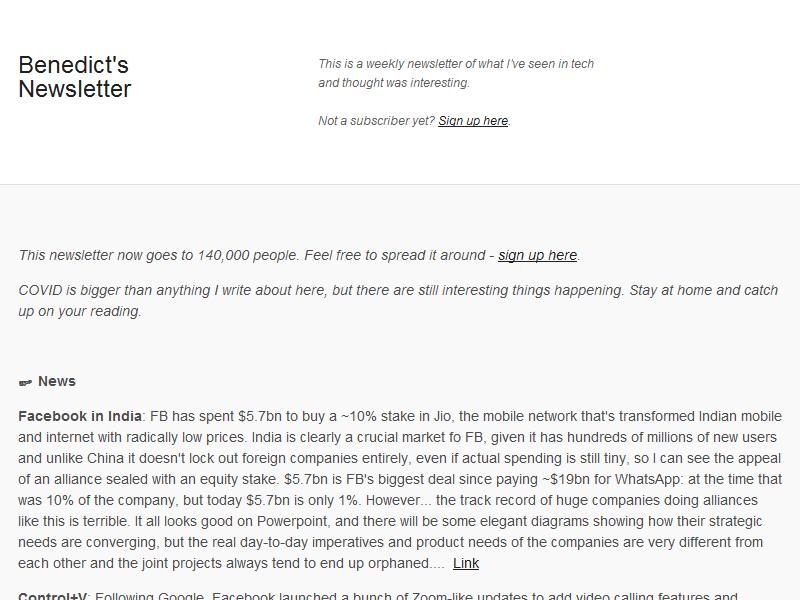 Benedict's
Newsletter
This is a weekly newsletter of what I've seen in tech
and thought was interesting.
Not a subscriber yet? Sign up here.
This newsletter now goes to 140,000 people. Feel free to spread it around - sign up here.
COVID is bigger than anything I write about here, but there are still interesting things happening. Stay at home and catch
up on your reading.
News
Facebook in India: FB has spent $5.7bn to buy a ~10% stake in Jio, the mobile network that's transformed Indian mobile
and internet with radically low prices. India is clearly a crucial market fo FB, given it has hundreds of millions of new users
and unlike China it doesn't lock out foreign companies entirely, even if actual spending is still tiny, so I can see the appeal
of an alliance sealed with an equity stake. $5.7bn is FB's biggest deal since paying ~$19bn for WhatsApp: at the time that
was 10% of the company, but today $5.7bn is only 1%. However... the track record of huge companies doing alliances
like this is terrible. It all looks good on Powerpoint, and there will be some elegant diagrams showing how their strategic
needs are converging, but the real day-to-day imperatives and product needs of the companies are very different from
each other and the joint projects always tend to end up orphaned.... Link
Control+V: Following Google, Facebook launched a bunch of Zoom-like updates to add video calling features and